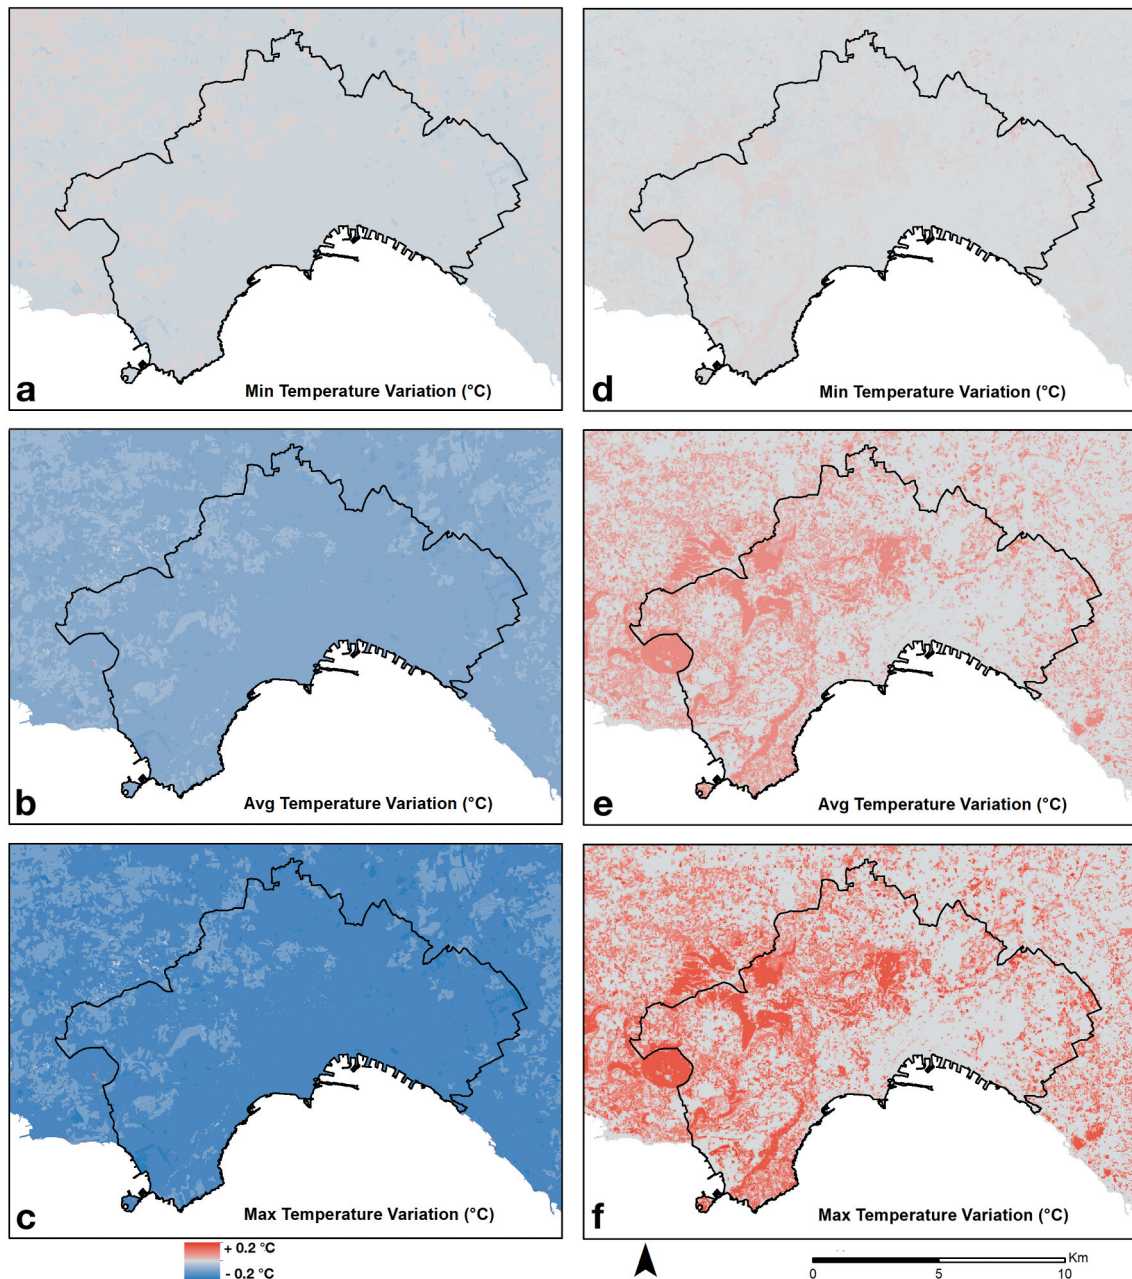 a
Min Temperature Variation (°C)
d
Min Temperature Variation (°C)
b
Avg Temperature Variation (°C)
e
Avg Temperature Variation (°C)
c
Max Temperature Variation (°C)
f
Max Temperature Variation (°C)
+ 0.2 °C
- 0.2 °C
Km
0 5 10